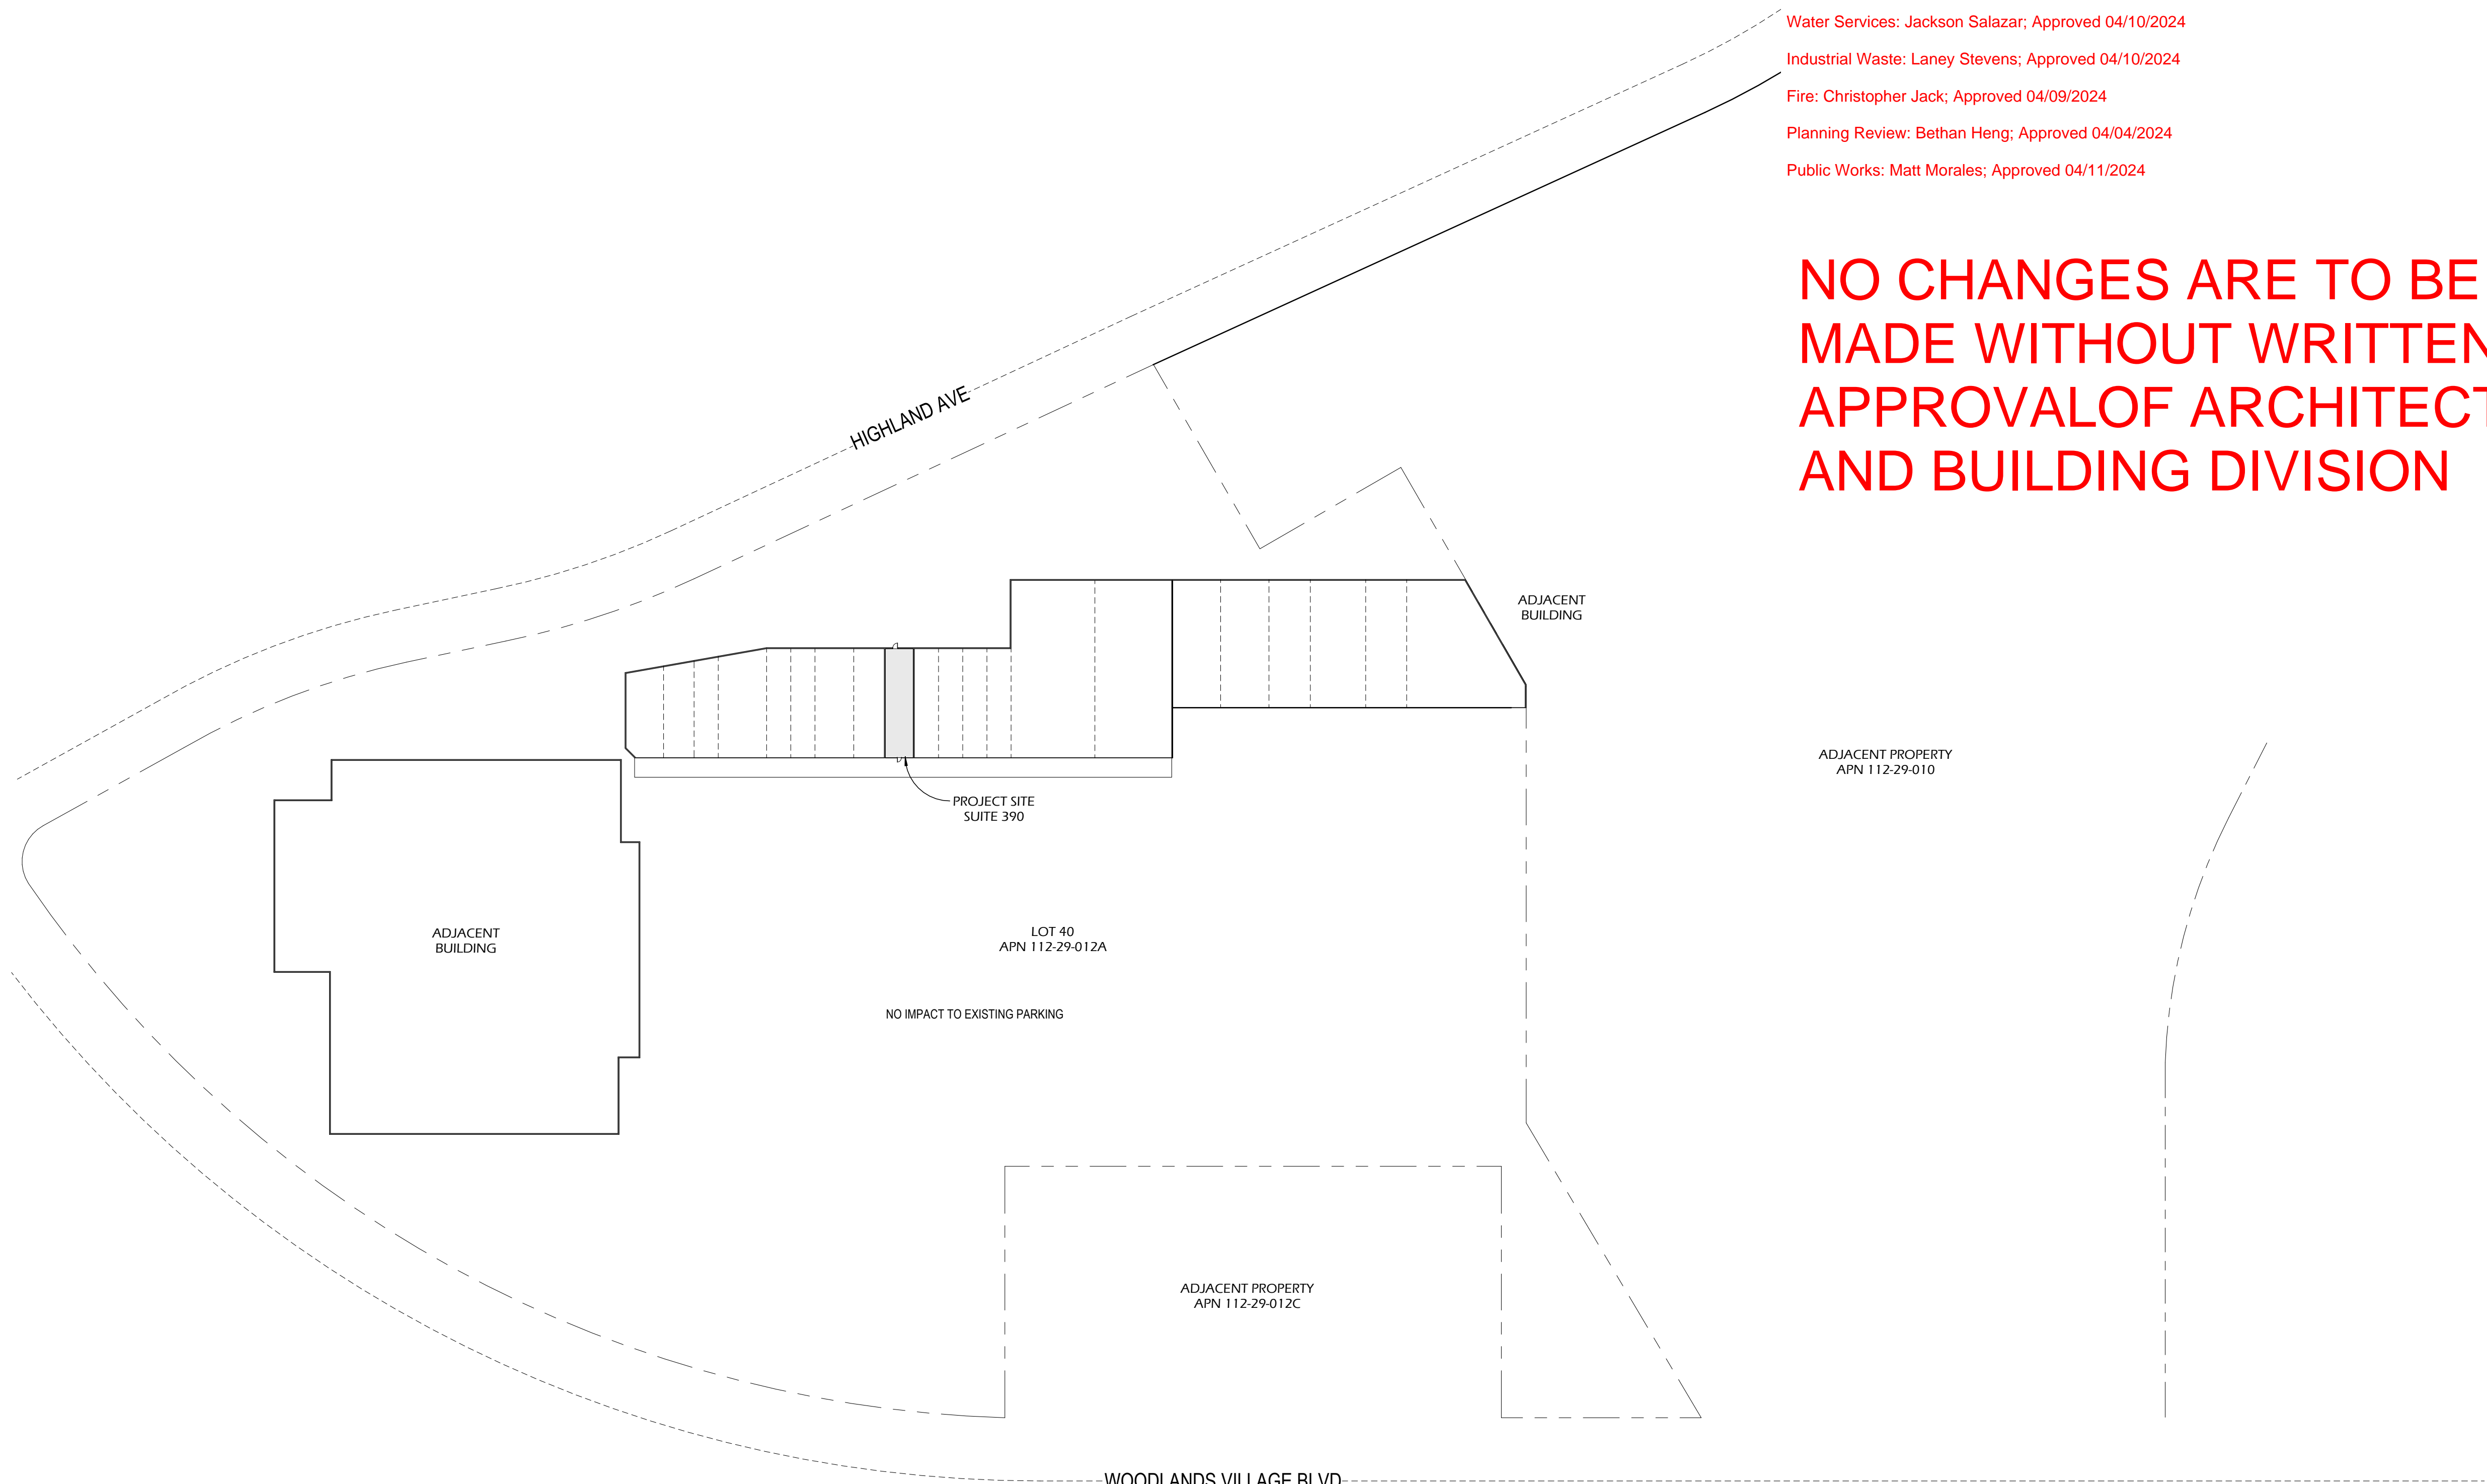 Water Services: Jackson Salazar; Approved 04/10/2024
Industrial Waste: Laney Stevens; Approved 04/10/2024
Fire: Christopher Jack; Approved 04/09/2024
Planning Review: Bethan Heng; Approved 04/04/2024
Public Works: Matt Morales; Approved 04/11/2024
NO CHANGES ARE TO BE
MADE WITHOUT WRITTEN
APPROVALOF ARCHITECT
AND BUILDING DIVISION
HIGHLAND AVE
ADJACENT
BUILDING
ADJACENT PROPERTY
APN 112-29-010
PROJECT SITE
SUITE 390
ADJACENT
BUILDING
LOT 40
APN 112-29-012A
NO IMPACT TO EXISTING PARKING
ADJACENT PROPERTY
APN 112-29-012C
WOODLANDS VILLAGE BLVD